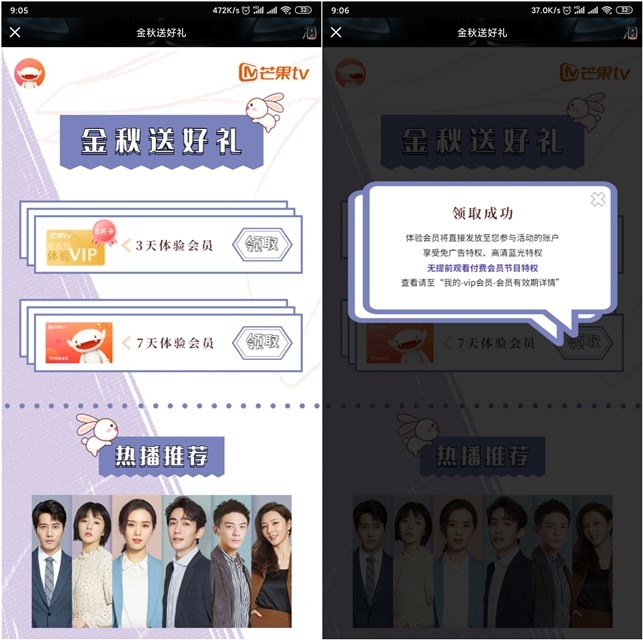 9:05
472K/s
32
金秋送好礼
芒果tv
金秋送好礼
芒果tv
3天卡
体验VIP
3天体验会员
领取
7天体验会员
领取
热播推荐
9:06
37.0K/s
32
金秋送好礼
芒果tv
金秋送好礼
领取成功
体验会员将直接发放至您参与活动的账户
享受免广告特权、高清蓝光特权
无提前观看付费会员节目特权
查看请至“我的-vip会员-会员有效期详情”
7天体验会员
领取
热播推荐